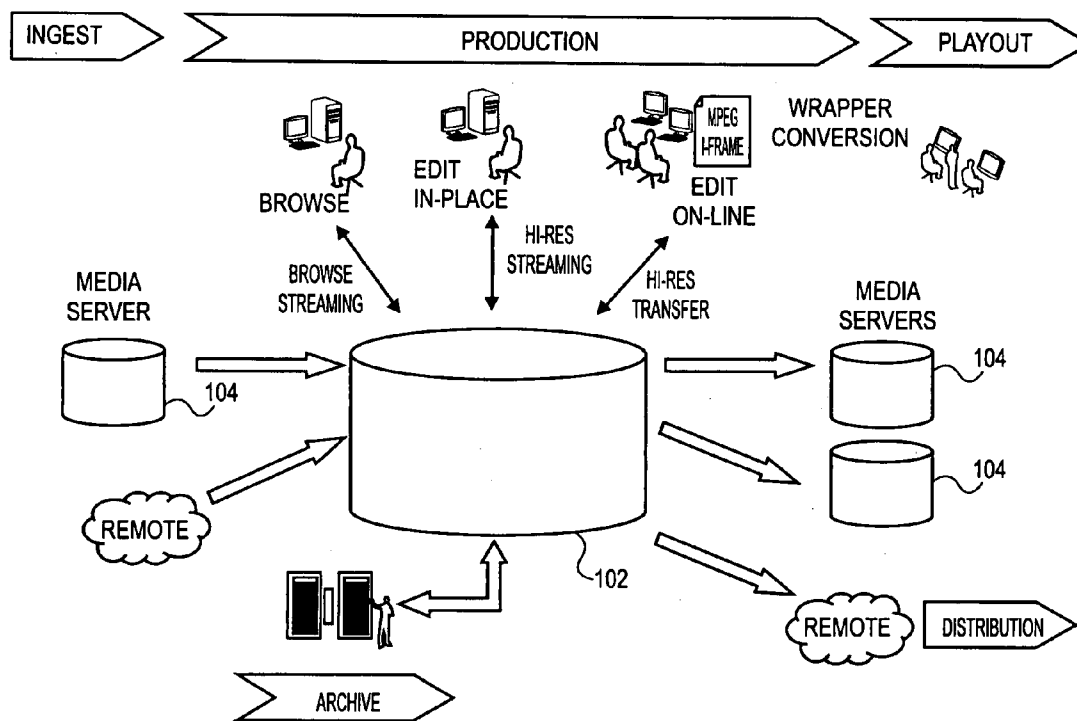 INGEST
PRODUCTION
PLAYOUT
MPEG
I-FRAME
WRAPPER
CONVERSION
BROWSE
EDIT
IN-PLACE
EDIT
ON-LINE
BROWSE
STREAMING
HI-RES
STREAMING
HI-RES
TRANSFER
MEDIA
SERVER
104
MEDIA
SERVERS
104
104
REMOTE
102
REMOTE
DISTRIBUTION
ARCHIVE